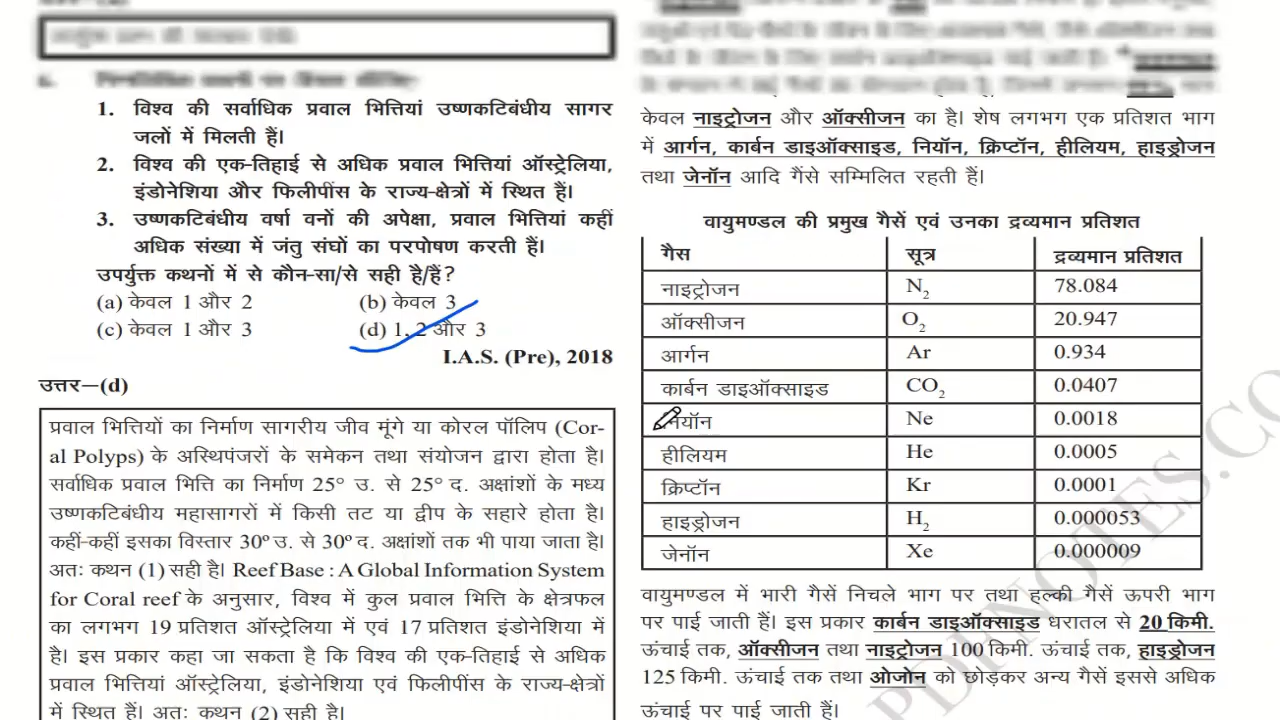 1. विश्व की सर्वाधिक प्रवाल भित्तियां उष्णकटिबंधीय सागर
जलों में मिलती हैं।
2. विश्व की एक-तिहाई से अधिक प्रवाल भित्तियां ऑस्ट्रेलिया,
इंडोनेशिया और फिलीपींस के राज्य-क्षेत्रों में स्थित हैं।
3. उष्णकटिबंधीय वर्षा वनों की अपेक्षा, प्रवाल भित्तियां कहीं
अधिक संख्या में जंतु संघों का परपोषण करती हैं।
उपर्युक्त कथनों में से कौन-सा/से सही है/हैं?
(a) केवल 1 और 2 (b) केवल 3
(c) केवल 1 और 3 (d) 1, 2 और 3
I.A.S. (Pre), 2018
उत्तर—(d)
प्रवाल भित्तियों का निर्माण सागरीय जीव मूंगे या कोरल पॉलिप (Cor-
al Polyps) के अस्थिपंजरों के समेकन तथा संयोजन द्वारा होता है।
सर्वाधिक प्रवाल भित्ति का निर्माण 25° उ. से 25° द. अक्षांशों के मध्य
उष्णकटिबंधीय महासागरों में किसी तट या द्वीप के सहारे होता है।
कहीं-कहीं इसका विस्तार 30° उ. से 30° द. अक्षांशों तक भी पाया जाता है।
अतः कथन (1) सही है। Reef Base : A Global Information System
for Coral reef के अनुसार, विश्व में कुल प्रवाल भित्ति के क्षेत्रफल
का लगभग 19 प्रतिशत ऑस्ट्रेलिया में एवं 17 प्रतिशत इंडोनेशिया में
है। इस प्रकार कहा जा सकता है कि विश्व की एक-तिहाई से अधिक
प्रवाल भित्तियां ऑस्ट्रेलिया, इंडोनेशिया एवं फिलीपींस के राज्य-क्षेत्रों
में स्थित हैं। अतः कथन (2) सही है।
केवल नाइट्रोजन और ऑक्सीजन का है। शेष लगभग एक प्रतिशत भाग
में आर्गन, कार्बन डाइऑक्साइड, नियॉन, क्रिप्टॉन, हीलियम, हाइड्रोजन
तथा जेनॉन आदि गैंसे सम्मिलित रहती हैं।
वायुमण्डल की प्रमुख गैसें एवं उनका द्रव्यमान प्रतिशत
गैस सूत्र द्रव्यमान प्रतिशत
नाइट्रोजन N₂ 78.084
ऑक्सीजन O₂ 20.947
आर्गन Ar 0.934
कार्बन डाइऑक्साइड CO₂ 0.0407
नियॉन Ne 0.0018
हीलियम He 0.0005
क्रिप्टॉन Kr 0.0001
हाइड्रोजन H₂ 0.000053
जेनॉन Xe 0.000009
वायुमण्डल में भारी गैसें निचले भाग पर तथा हल्की गैसें ऊपरी भाग
पर पाई जाती हैं। इस प्रकार कार्बन डाइऑक्साइड धरातल से 20 किमी.
ऊंचाई तक, ऑक्सीजन तथा नाइट्रोजन 100 किमी. ऊंचाई तक, हाइड्रोजन
125 किमी. ऊंचाई तक तथा ओजोन को छोड़कर अन्य गैसें इससे अधिक
ऊंचाई पर पाई जाती हैं।
PDFNOTES.CO